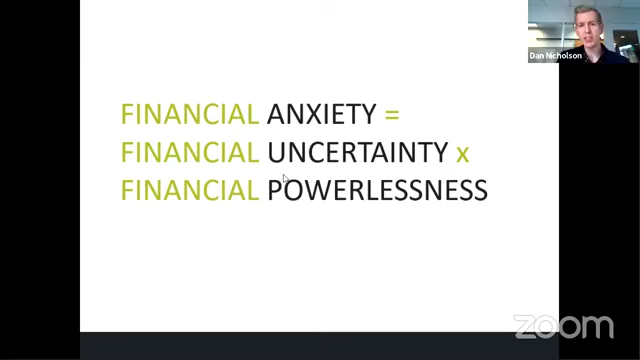 Dan Nicholson
FINANCIAL ANXIETY =
FINANCIAL UNCERTAINTY x
FINANCIAL POWERLESSNESS
zoom